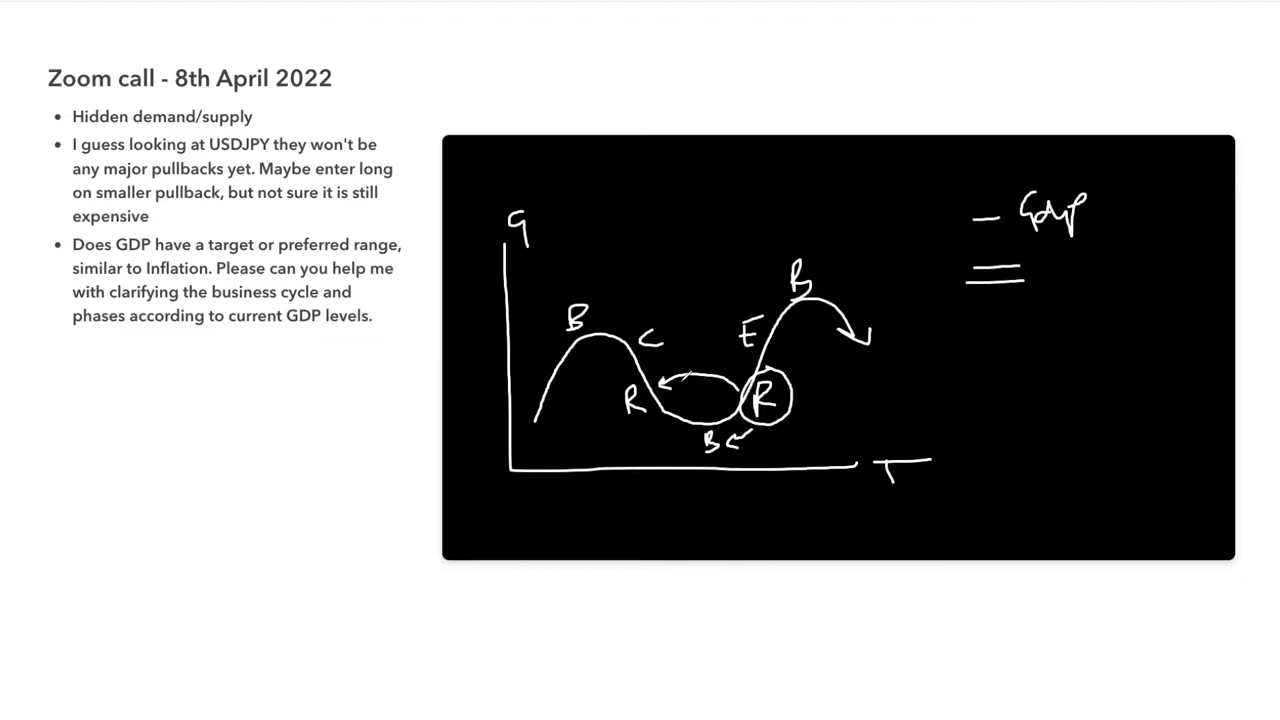 Zoom call - 8th April 2022
• Hidden demand/supply
• I guess looking at USDJPY they won't be
any major pullbacks yet. Maybe enter long
on smaller pullback, but not sure it is still
expensive
• Does GDP have a target or preferred range,
similar to Inflation. Please can you help me
with clarifying the business cycle and
phases according to current GDP levels.
G
- GDP
B
B
C
E
R
R
B
T